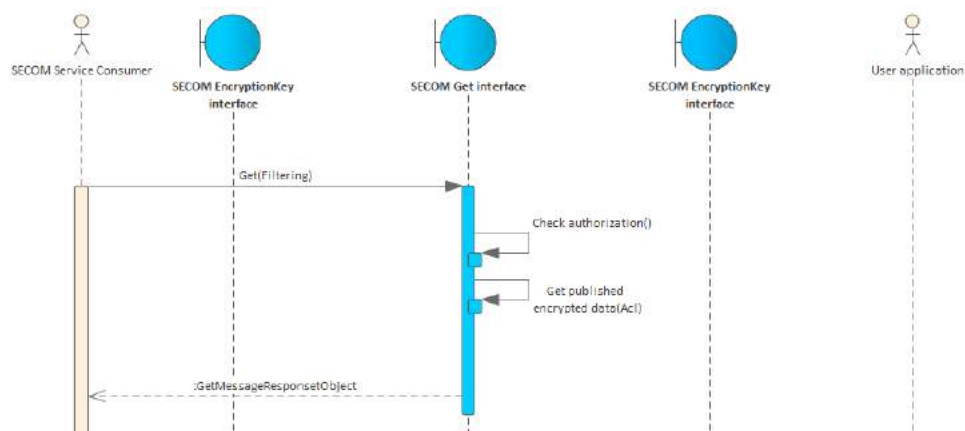 SECOM Service Consumer
SECOM EncryptionKey
interface
SECOM Get interface
SECOM EncryptionKey
interface
User application
Get(Filtering)
Check authorization()
Get published
encrypted data(Acl)
:GetMessageResponsetObject